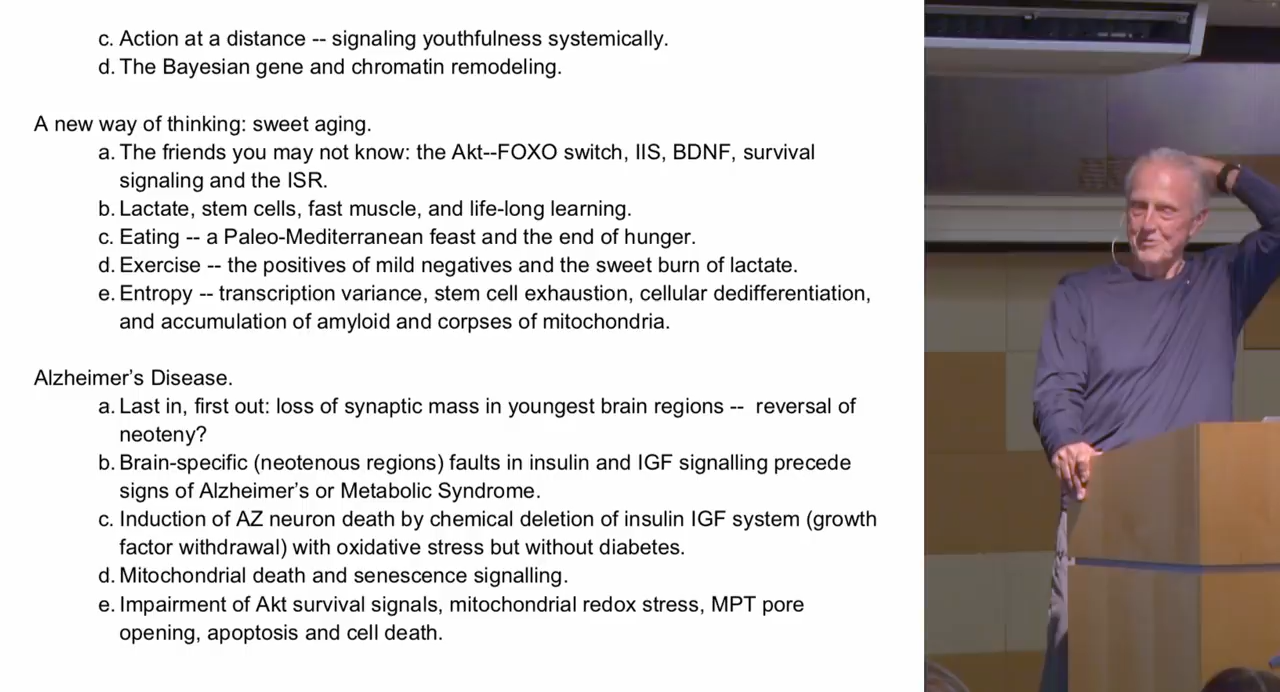 c. Action at a distance -- signaling youthfulness systemically.
d. The Bayesian gene and chromatin remodeling.
A new way of thinking: sweet aging.
a. The friends you may not know: the Akt--FOXO switch, IIS, BDNF, survival
signaling and the ISR.
b. Lactate, stem cells, fast muscle, and life-long learning.
c. Eating -- a Paleo-Mediterranean feast and the end of hunger.
d. Exercise -- the positives of mild negatives and the sweet burn of lactate.
e. Entropy -- transcription variance, stem cell exhaustion, cellular dedifferentiation,
and accumulation of amyloid and corpses of mitochondria.
Alzheimer's Disease.
a. Last in, first out: loss of synaptic mass in youngest brain regions -- reversal of
neoteny?
b. Brain-specific (neotenous regions) faults in insulin and IGF signalling precede
signs of Alzheimer's or Metabolic Syndrome.
c. Induction of AZ neuron death by chemical deletion of insulin IGF system (growth
factor withdrawal) with oxidative stress but without diabetes.
d. Mitochondrial death and senescence signalling.
e. Impairment of Akt survival signals, mitochondrial redox stress, MPT pore
opening, apoptosis and cell death.